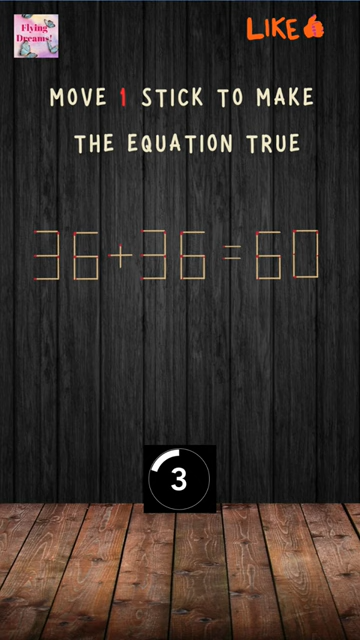 Flying
Dreams!
LIKE
MOVE 1 STICK TO MAKE
THE EQUATION TRUE
36+36=60
3